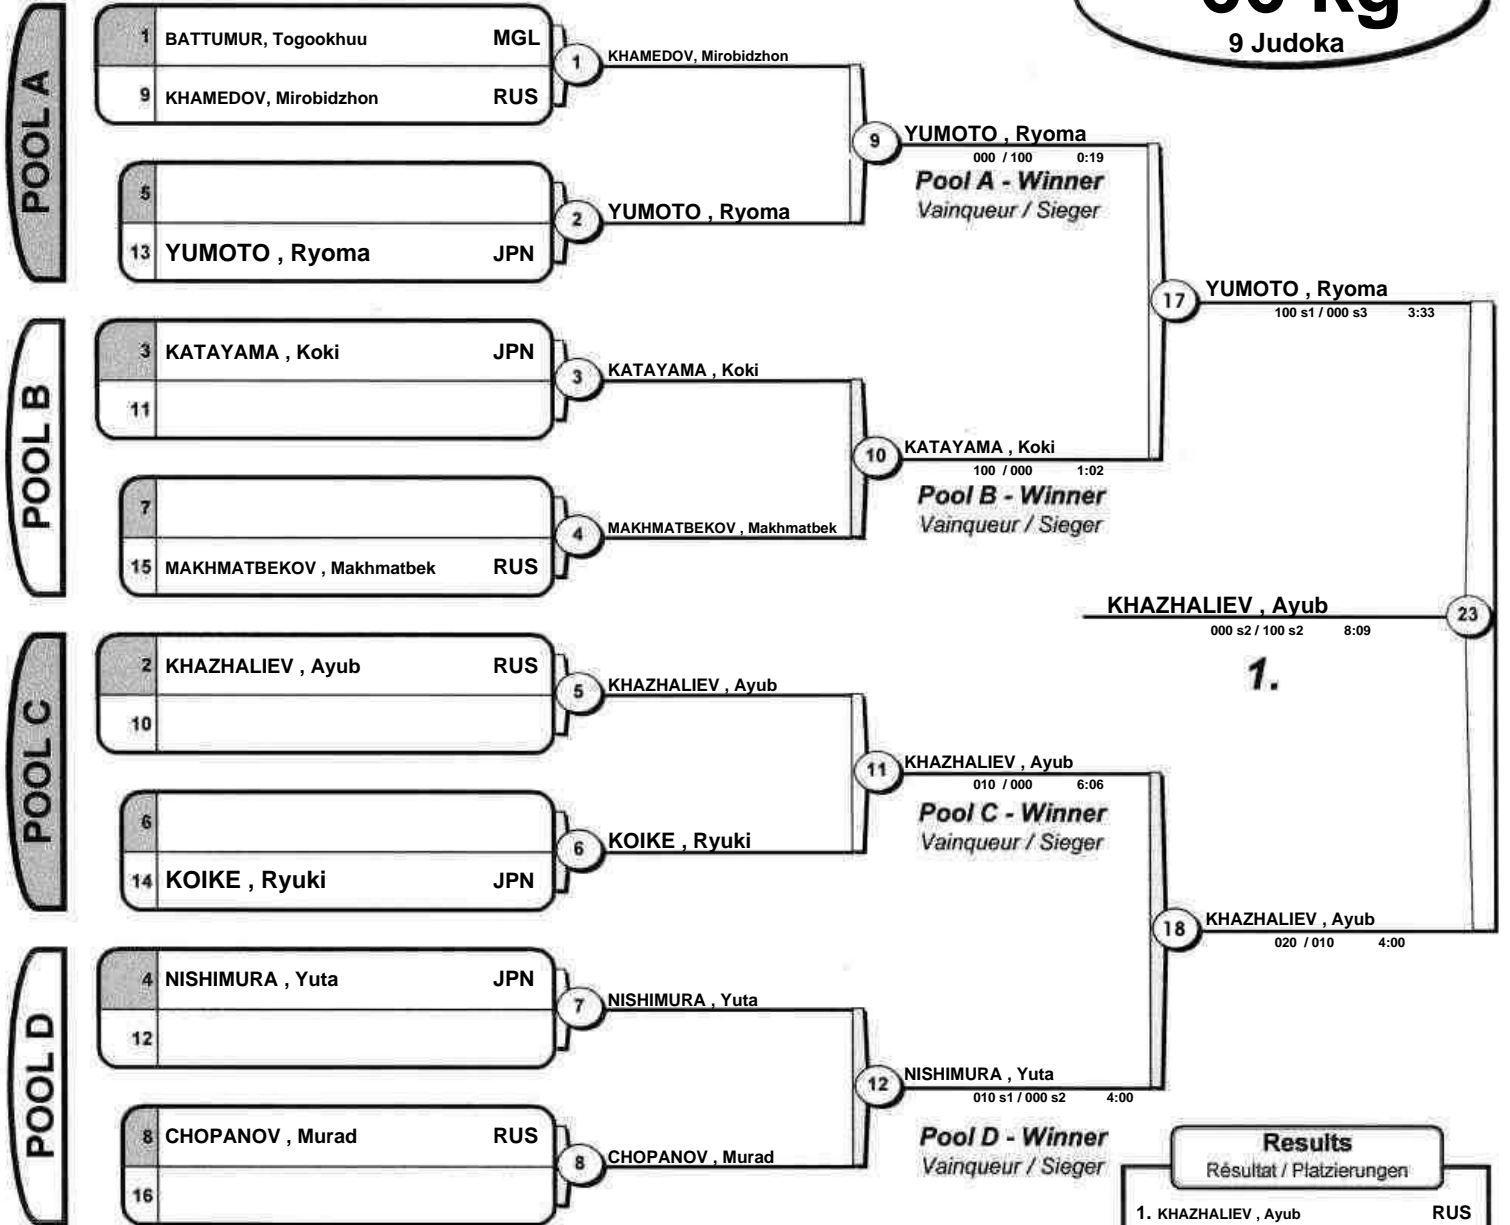 9 Judoka
POOL A
1 BATTUMUR, Togookhuu MGL
9 KHAMEDOV, Mirobidzhon RUS
1 KHAMEDOV, Mirobidzhon
5
13 YUMOTO , Ryoma JPN
2 YUMOTO , Ryoma
9 YUMOTO , Ryoma
000 / 100 0:19
Pool A - Winner
Vainqueur / Sieger
POOL B
3 KATAYAMA , Koki JPN
11
3 KATAYAMA , Koki
7
15 MAKHMATBEKOV , Makhmatbek RUS
4 MAKHMATBEKOV , Makhmatbek
10 KATAYAMA , Koki
100 / 000 1:02
Pool B - Winner
Vainqueur / Sieger
17 YUMOTO , Ryoma
100 s1 / 000 s3 3:33
KHAZHALIEV , Ayub 23
000 s2 / 100 s2 8:09
1.
POOL C
2 KHAZHALIEV , Ayub RUS
10
5 KHAZHALIEV , Ayub
6
14 KOIKE , Ryuki JPN
6 KOIKE , Ryuki
11 KHAZHALIEV , Ayub
010 / 000 6:06
Pool C - Winner
Vainqueur / Sieger
POOL D
4 NISHIMURA , Yuta JPN
12
7 NISHIMURA , Yuta
8 CHOPANOV , Murad RUS
16
8 CHOPANOV , Murad
12 NISHIMURA , Yuta
010 s1 / 000 s2 4:00
Pool D - Winner
Vainqueur / Sieger
18 KHAZHALIEV , Ayub
020 / 010 4:00
Results
Résultat / Platzierungen
1. KHAZHALIEV , Ayub RUS